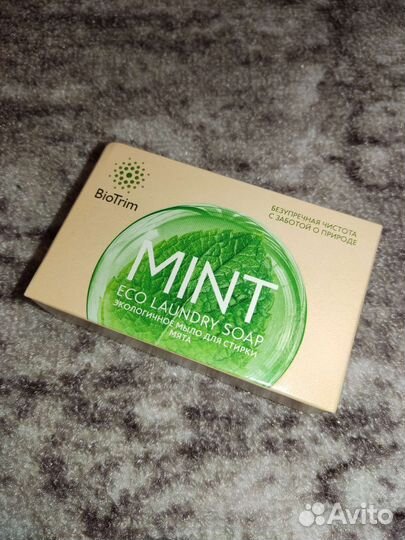 BioTrim
БЕЗУПРЕЧНАЯ ЧИСТОТА
С ЗАБОТОЙ О ПРИРОДЕ
MINT
ECO LAUNDRY SOAP
ЭКОЛОГИЧНОЕ МЫЛО ДЛЯ СТИРКИ
МЯТА
Avito